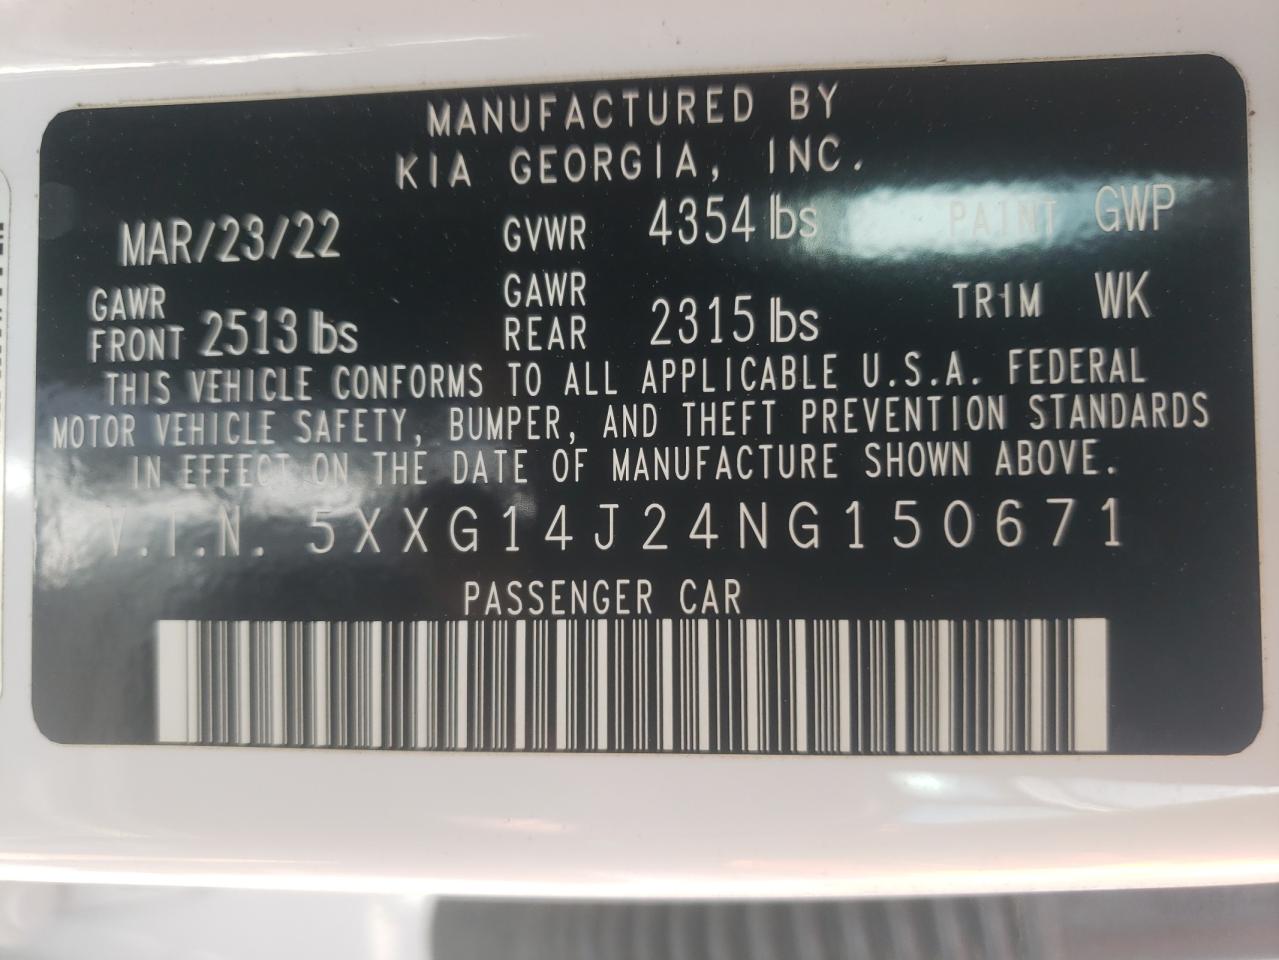 MANUFACTURED BY
KIA GEORGIA, INC.
MAR/23/22 GVWR 4354 lbs PAINT GWP
GAWR FRONT 2513 lbs GAWR REAR 2315 lbs TRIM WK
THIS VEHICLE CONFORMS TO ALL APPLICABLE U.S.A. FEDERAL
MOTOR VEHICLE SAFETY, BUMPER, AND THEFT PREVENTION STANDARDS
IN EFFECT ON THE DATE OF MANUFACTURE SHOWN ABOVE.
V.I.N. 5XXG14J24NG150671
PASSENGER CAR